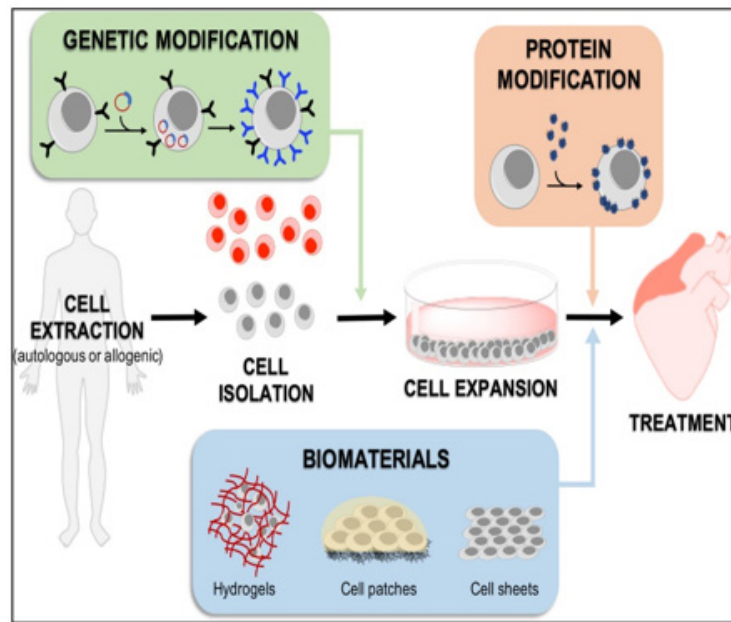 GENETIC MODIFICATION
PROTEIN
MODIFICATION
CELL
EXTRACTION
(autologous or allogenic)
CELL
ISOLATION
CELL EXPANSION
TREATMENT
BIOMATERIALS
Hydrogels
Cell patches
Cell sheets